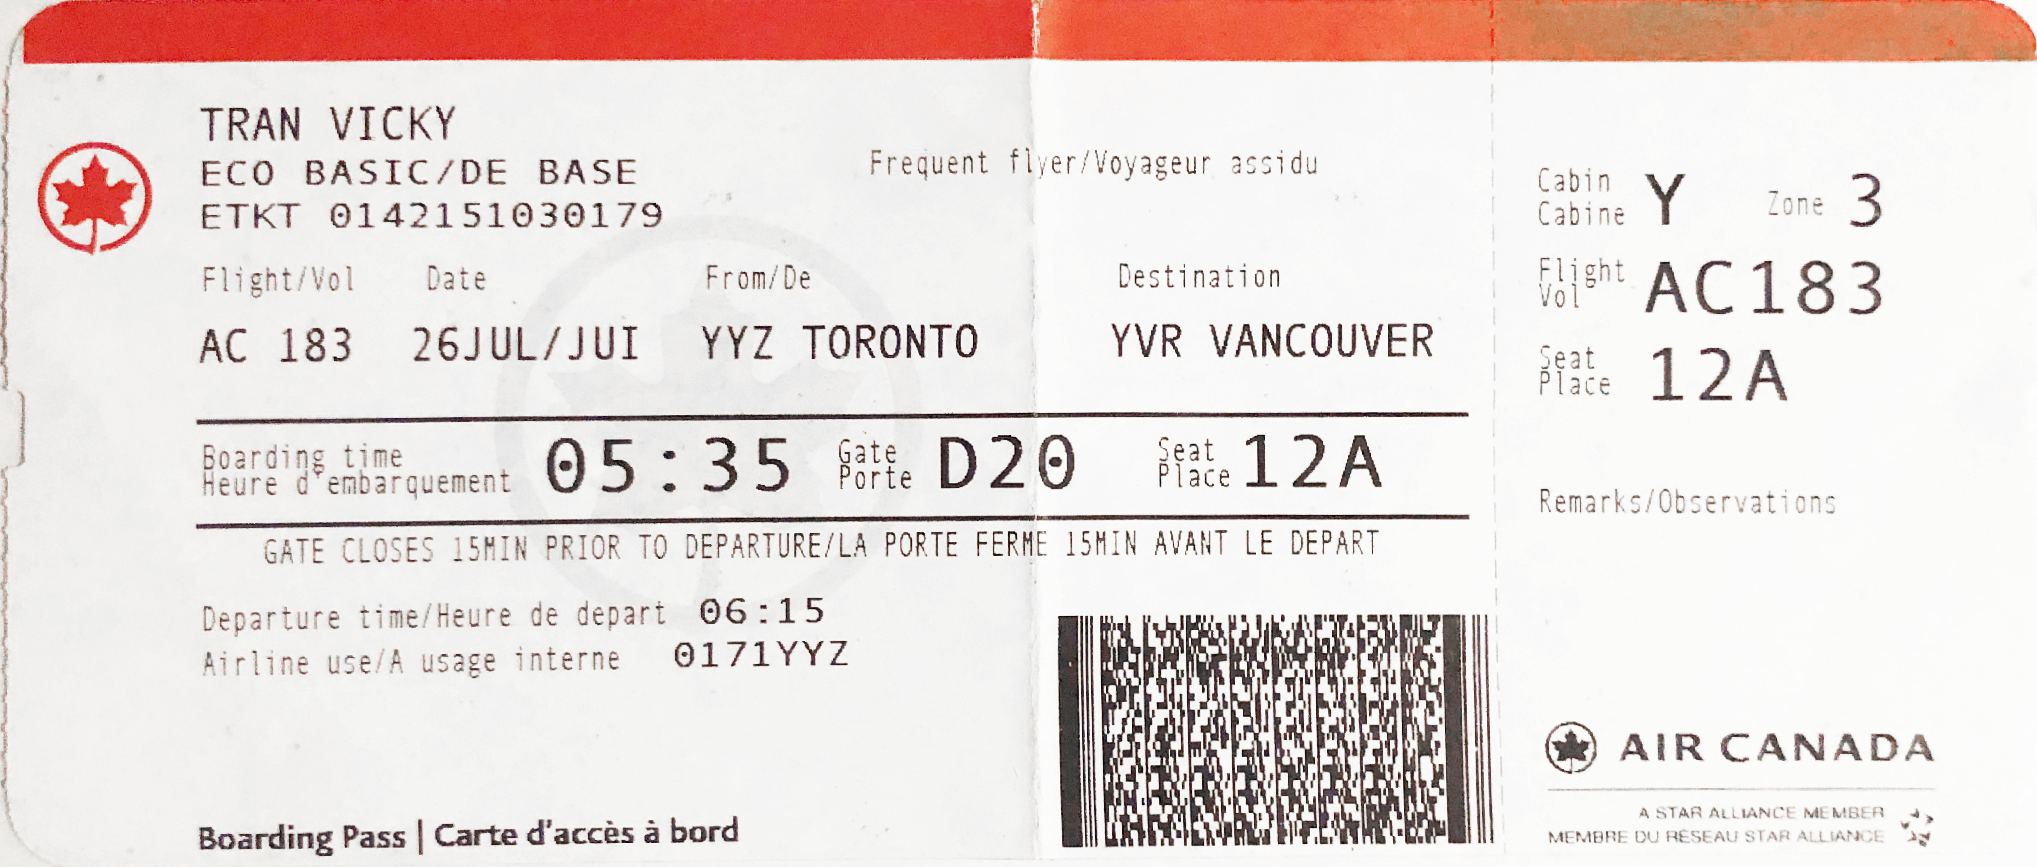 TRAN VICKY
ECO BASIC/DE BASE
ETKT 0142151030179
Frequent flyer/Voyageur assidu
Flight/Vol Date From/De Destination
AC 183 26JUL/JUI YYZ TORONTO YVR VANCOUVER
Boarding time
Heure d'embarquement 05:35 Gate
Porte D20 Seat
Place 12A
GATE CLOSES 15MIN PRIOR TO DEPARTURE/LA PORTE FERME 15MIN AVANT LE DEPART
Departure time/Heure de depart 06:15
Airline use/A usage interne 0171YYZ
Boarding Pass | Carte d'accès à bord
Cabin
Cabine Y Zone 3
Flight
Vol AC183
Seat
Place 12A
Remarks/Observations
AIR CANADA
A STAR ALLIANCE MEMBER
MEMBRE DU RÉSEAU STAR ALLIANCE